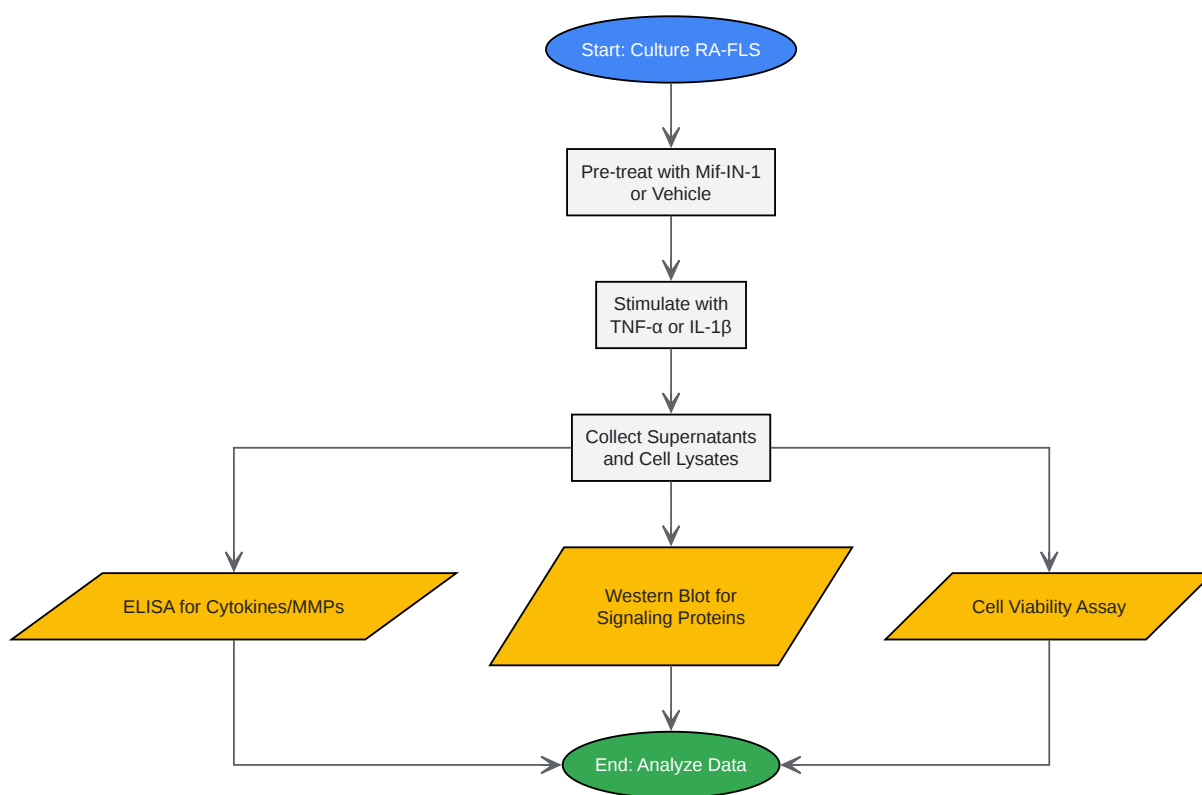 Start: Culture RA-FLS
Pre-treat with Mif-IN-1
or Vehicle
Stimulate with
TNF-α or IL-1β
Collect Supernatants
and Cell Lysates
ELISA for Cytokines/MMPs
Western Blot for
Signaling Proteins
Cell Viability Assay
End: Analyze Data